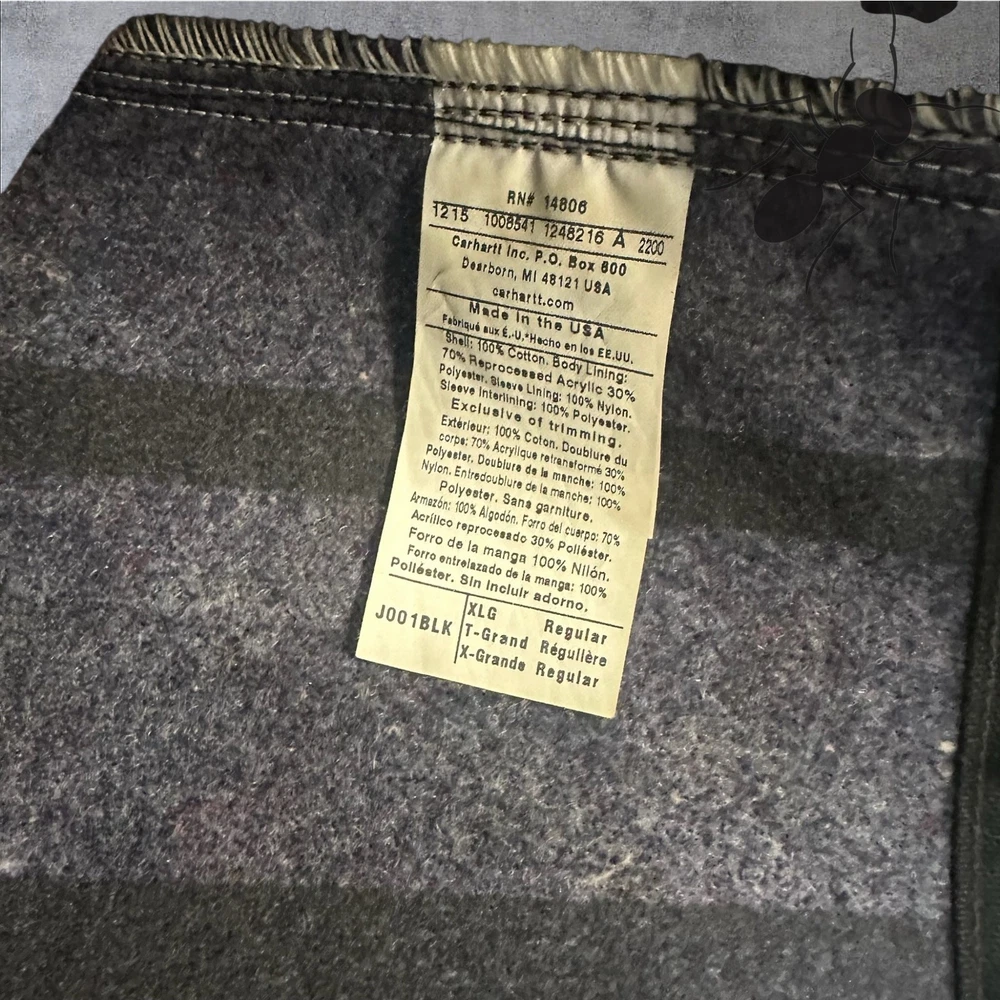 RN# 14806
1215 1008541 1248216 A 2200
Carhartt Inc. P.O. Box 600
Dearborn, MI 48121 USA
carhartt.com
Made in the USA
Fabriqué aux É.-U.*Hecho en los EE.UU.
Shell: 100% Cotton. Body Lining:
70% Reprocessed Acrylic 30%
Polyester. Sleeve Lining: 100% Nylon.
Sleeve Interlining: 100% Polyester.
Exclusive of trimming.
Extérieur: 100% Coton. Doublure du
corps: 70% Acrylique retransformé 30%
Polyester. Doublure de la manche: 100%
Nylon. Entredoublure de la manche: 100%
Polyester. Sans garniture.
Armazón: 100% Algodón. Forro del cuerpo: 70%
Acrílico reprocesado 30% Poliéster.
Forro de la manga 100% Nilón.
Forro entrelazado de la manga: 100%
Poliéster. Sin incluir adorno.
J001BLK
XLG Regular
T-Grand Régulière
X-Grande Regular